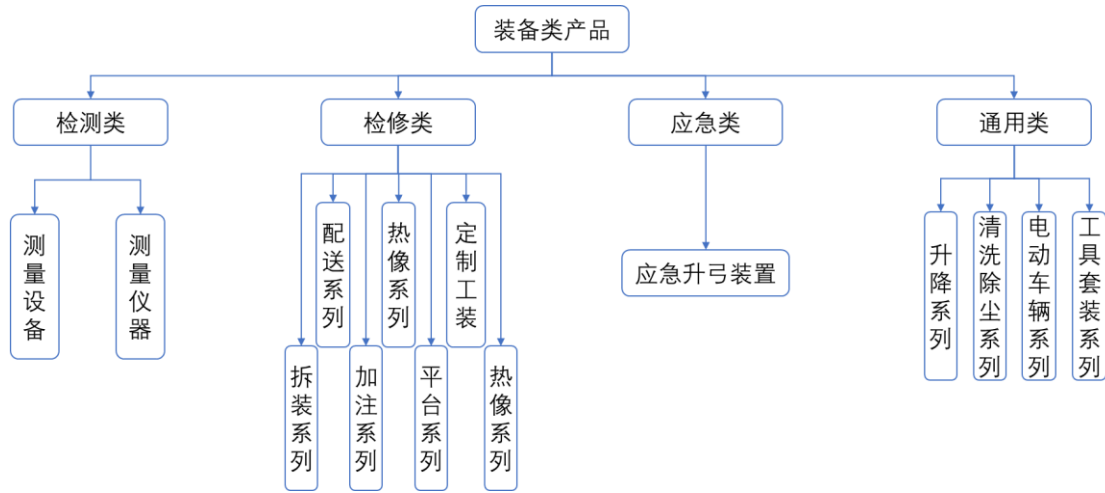 装备类产品
检测类
检修类
应急类
通用类
测量设备
测量仪器
配送系列
热像系列
定制工装
拆装系列
加注系列
平台系列
热像系列
应急升弓装置
升降系列
清洗除尘系列
电动车辆系列
工具套装系列